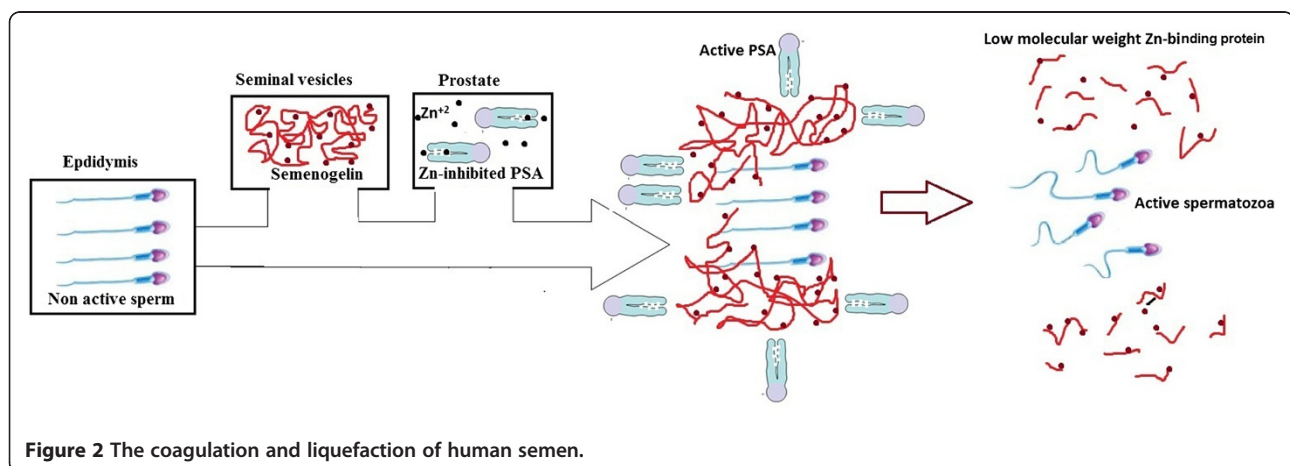 Epdidymis
Non active sperm
Seminal vesicles
Semenogelin
Prostate
Zn+2
Zn-inhibited PSA
Active PSA
Low molecular weight Zn-binding protein
Active spermatozoa
Figure 2 The coagulation and liquefaction of human semen.